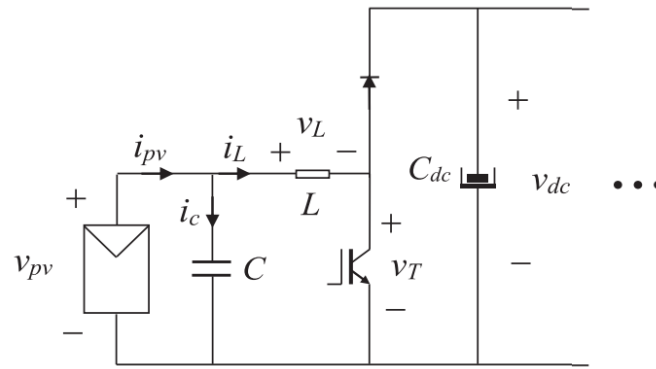 +
i_pv i_L + v_L −
C_dc v_dc
+
i_c L +
v_pv C v_T
− − −